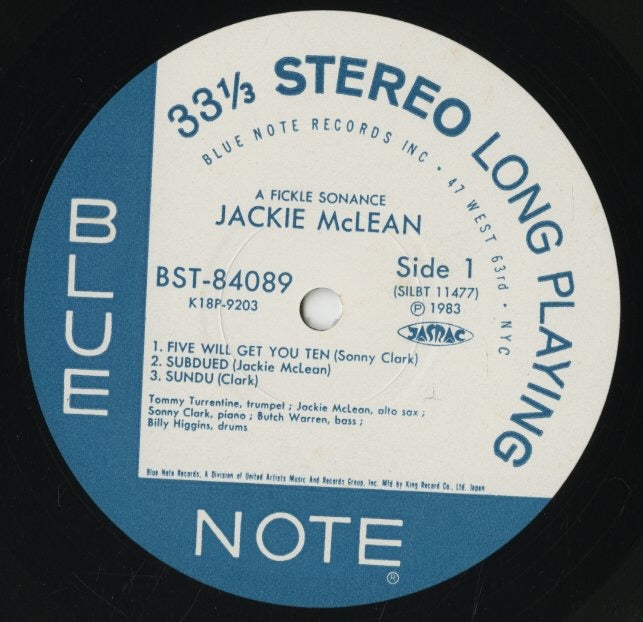 33⅓ STEREO LONG PLAYING
BLUE NOTE RECORDS INC • 47 WEST 63rd • NYC
A FICKLE SONANCE
JACKIE McLEAN
BST-84089
K18P-9203
Side 1
(SILBT 11477)
Ⓟ 1983
JASRAC
1. FIVE WILL GET YOU TEN (Sonny Clark)
2. SUBDUED (Jackie McLean)
3. SUNDU (Clark)
Tommy Turrentine, trumpet ; Jackie McLean, alto sax ;
Sonny Clark, piano ; Butch Warren, bass ;
Billy Higgins, drums
Blue Note Records, A Division of United Artists Music And Records Group, Inc. Mfd by King Record Co., Ltd. Japan
BLUE
NOTE®